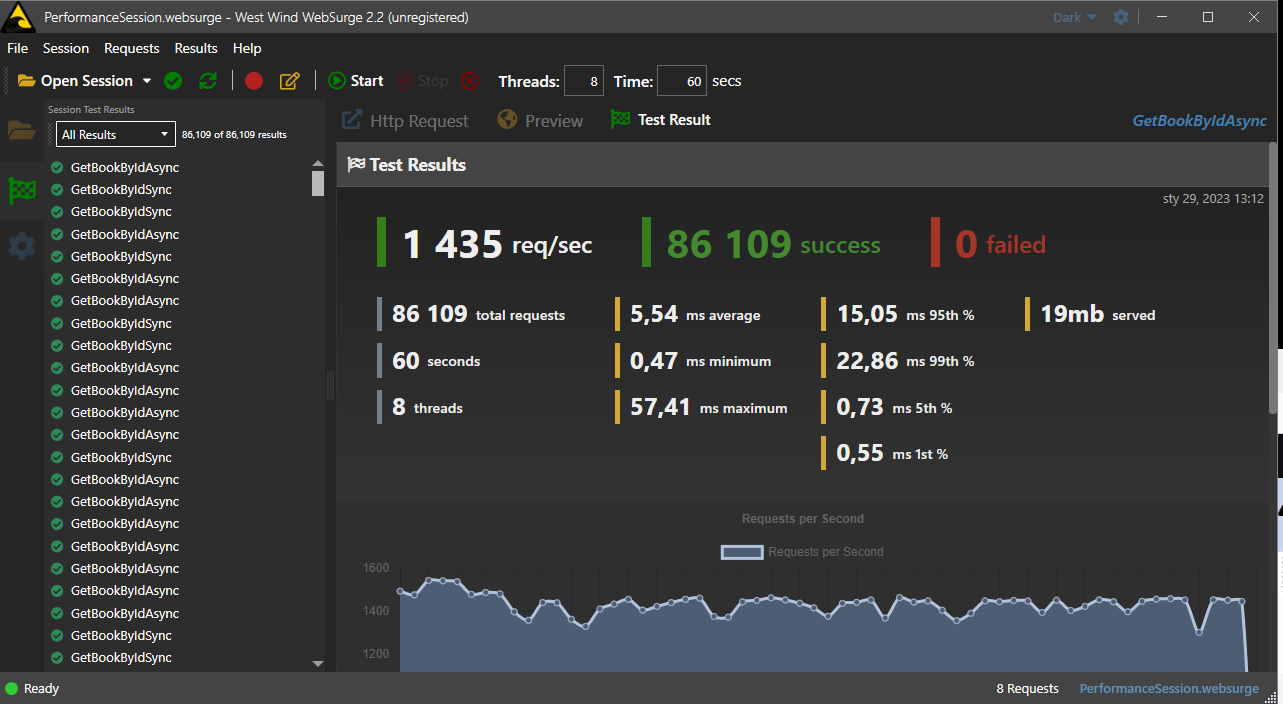 PerformanceSession.websurge - West Wind WebSurge 2.2 (unregistered)
Dark
File Session Requests Results Help
Open Session Start Stop Threads: 8 Time: 60 secs
Session Test Results
All Results 86,109 of 86,109 results
GetBookByIdAsync
GetBookByIdSync
GetBookByIdSync
GetBookByIdAsync
GetBookByIdSync
GetBookByIdAsync
GetBookByIdAsync
GetBookByIdSync
GetBookByIdSync
GetBookByIdAsync
GetBookByIdAsync
GetBookByIdAsync
GetBookByIdAsync
GetBookByIdSync
GetBookByIdAsync
GetBookByIdAsync
GetBookByIdAsync
GetBookByIdAsync
GetBookByIdAsync
GetBookByIdAsync
GetBookByIdAsync
GetBookByIdSync
GetBookByIdSync
Http Request Preview Test Result GetBookByIdAsync
Test Results
sty 29, 2023 13:12
1 435 req/sec 86 109 success 0 failed
86 109 total requests 5,54 ms average 15,05 ms 95th % 19mb served
60 seconds 0,47 ms minimum 22,86 ms 99th %
8 threads 57,41 ms maximum 0,73 ms 5th %
0,55 ms 1st %
Requests per Second
Requests per Second
1600
1400
1200
Ready 8 Requests PerformanceSession.websurge